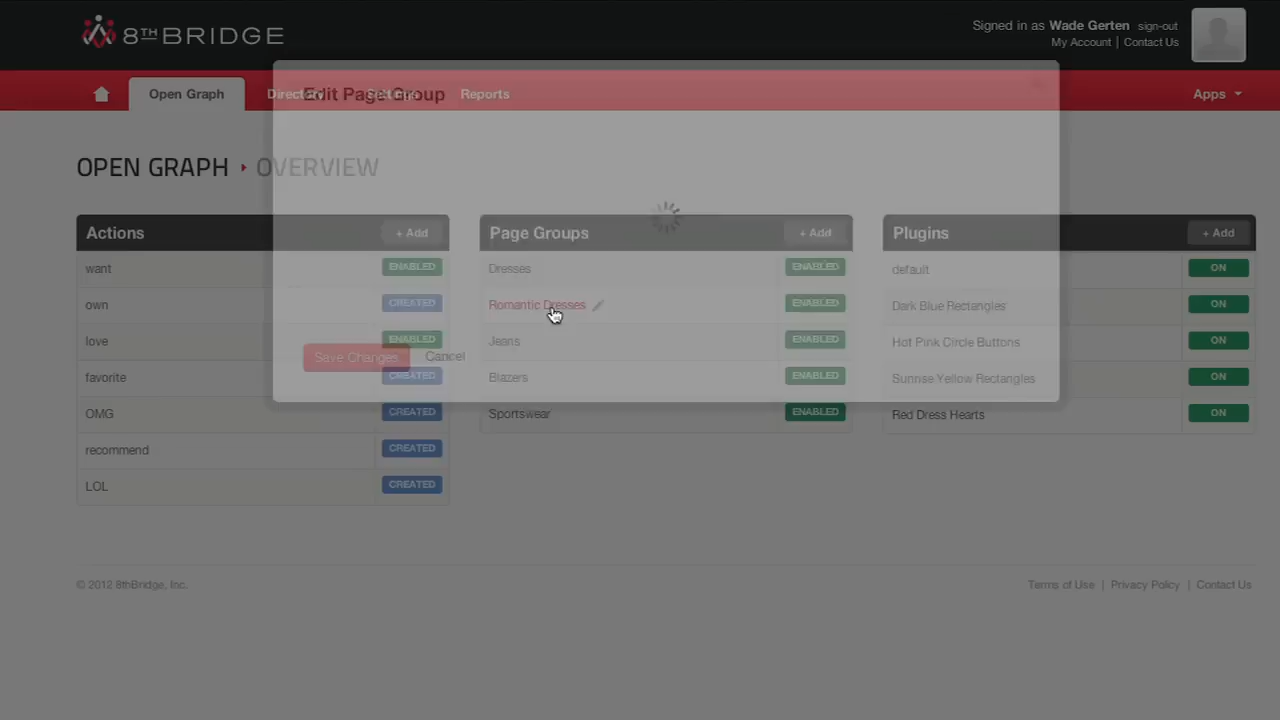 8TH BRIDGE
Signed in as Wade Gerten sign-out
My Account | Contact Us
Open Graph
Reports
Apps
Edit Page Group
OPEN GRAPH OVERVIEW
Actions + Add
want ENABLED
own CREATED
love ENABLED
favorite CREATED
OMG CREATED
recommend CREATED
LOL CREATED
Page Groups + Add
Dresses ENABLED
Romantic Dresses ENABLED
Jeans ENABLED
Blazers ENABLED
Sportswear ENABLED
Plugins + Add
default ON
Dark Blue Rectangles ON
Hot Pink Circle Buttons ON
Sunrise Yellow Rectangles ON
Red Dress Hearts ON
Save Changes Cancel
© 2012 8thBridge, Inc.
Terms of Use | Privacy Policy | Contact Us